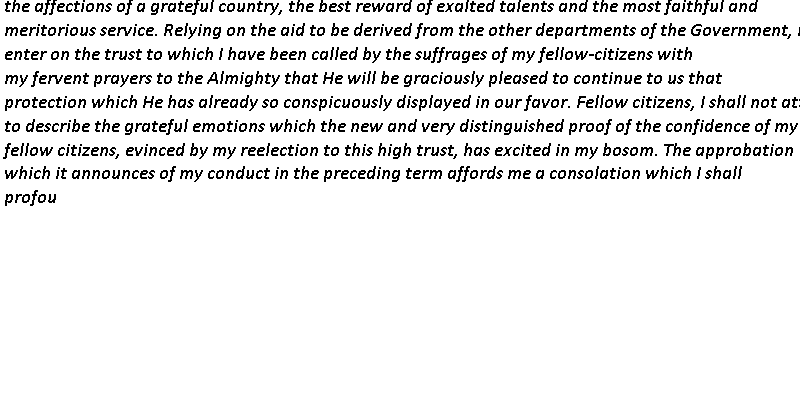 the affections of a grateful country, the best reward of exalted talents and the most faithful and
meritorious service. Relying on the aid to be derived from the other departments of the Government,
enter on the trust to which I have been called by the suffrages of my fellow-citizens with
my fervent prayers to the Almighty that He will be graciously pleased to continue to us that
protection which He has already so conspicuously displayed in our favor. Fellow citizens, I shall not
to describe the grateful emotions which the new and very distinguished proof of the confidence of my
fellow citizens, evinced by my reelection to this high trust, has excited in my bosom. The approbation
which it announces of my conduct in the preceding term affords me a consolation which I shall
profou